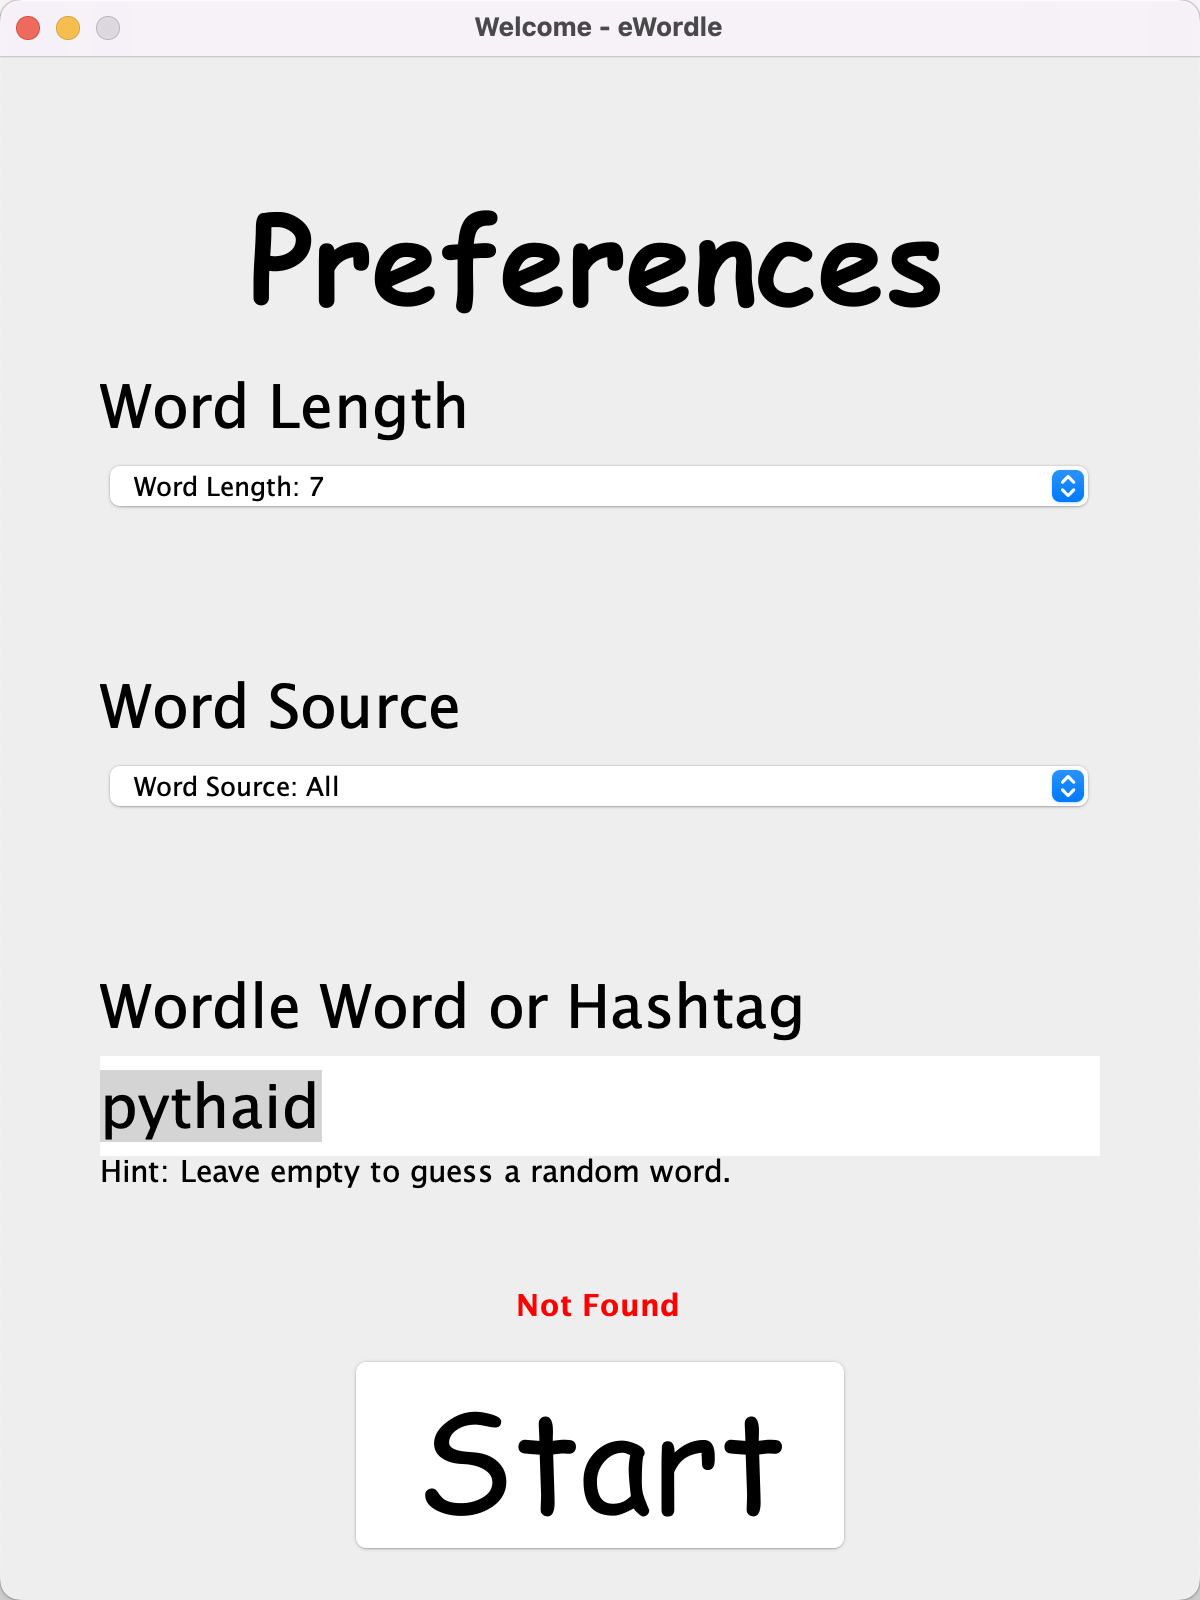 Welcome - eWordle
Preferences
Word Length
Word Length: 7
Word Source
Word Source: All
Wordle Word or Hashtag
pythaid
Hint: Leave empty to guess a random word.
Not Found
Start